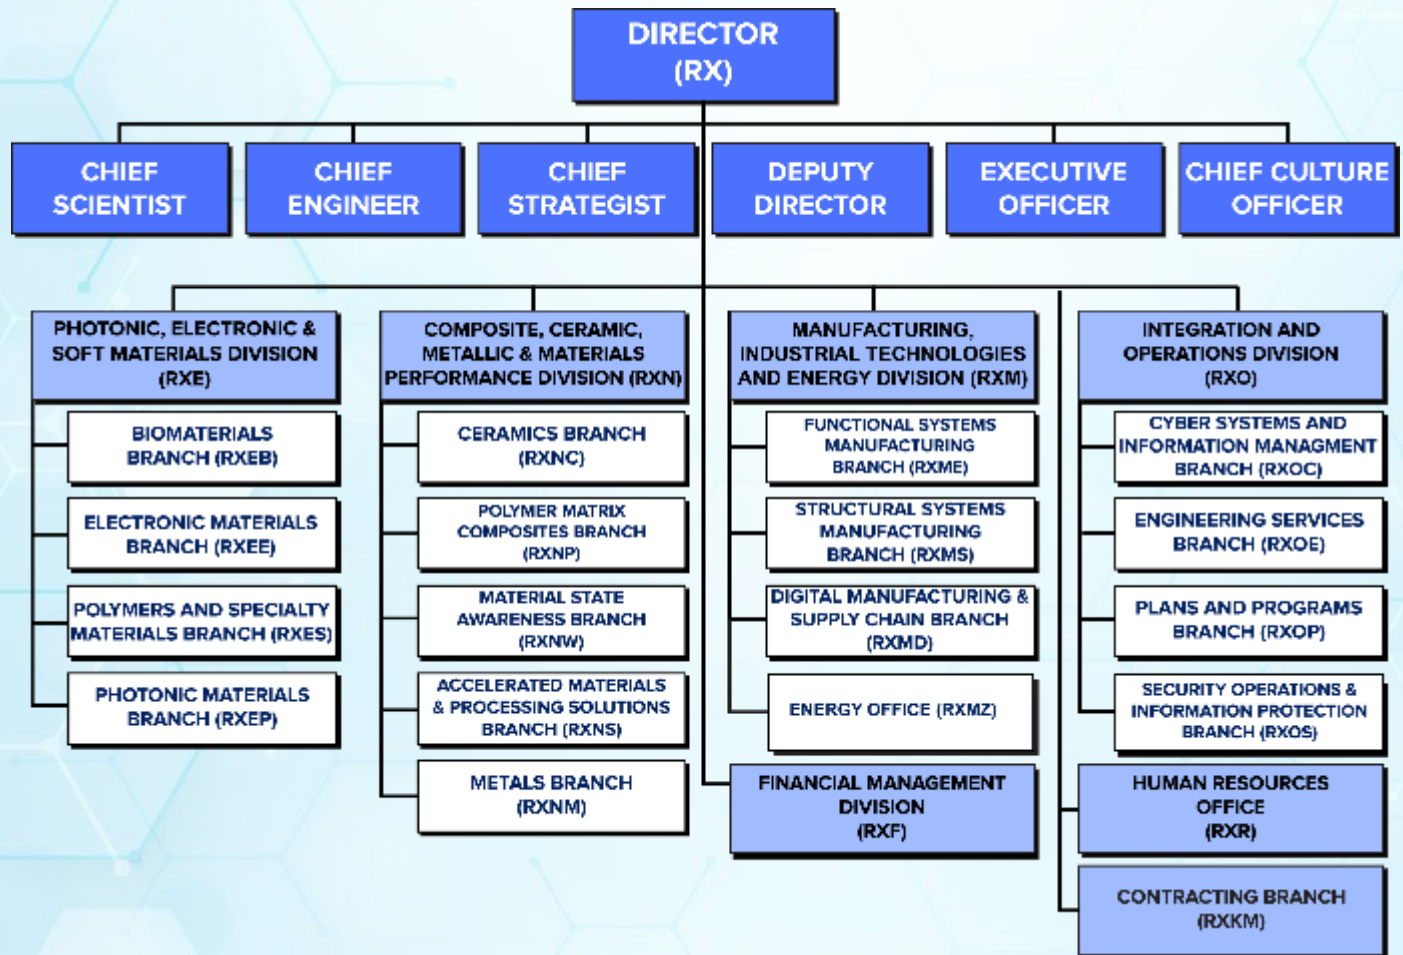 DIRECTOR
(RX)
CHIEF
SCIENTIST
CHIEF
ENGINEER
CHIEF
STRATEGIST
DEPUTY
DIRECTOR
EXECUTIVE
OFFICER
CHIEF CULTURE
OFFICER
PHOTONIC, ELECTRONIC &
SOFT MATERIALS DIVISION
(RXE)
BIOMATERIALS
BRANCH (RXEB)
ELECTRONIC MATERIALS
BRANCH (RXEE)
POLYMERS AND SPECIALTY
MATERIALS BRANCH (RXES)
PHOTONIC MATERIALS
BRANCH (RXEP)
COMPOSITE, CERAMIC,
METALLIC & MATERIALS
PERFORMANCE DIVISION (RXN)
CERAMICS BRANCH
(RXNC)
POLYMER MATRIX
COMPOSITES BRANCH
(RXNP)
MATERIAL STATE
AWARENESS BRANCH
(RXNW)
ACCELERATED MATERIALS
& PROCESSING SOLUTIONS
BRANCH (RXNS)
METALS BRANCH
(RXNM)
MANUFACTURING,
INDUSTRIAL TECHNOLOGIES
AND ENERGY DIVISION (RXM)
FUNCTIONAL SYSTEMS
MANUFACTURING
BRANCH (RXME)
STRUCTURAL SYSTEMS
MANUFACTURING
BRANCH (RXMS)
DIGITAL MANUFACTURING &
SUPPLY CHAIN BRANCH
(RXMD)
ENERGY OFFICE (RXMZ)
FINANCIAL MANAGEMENT
DIVISION
(RXF)
INTEGRATION AND
OPERATIONS DIVISION
(RXO)
CYBER SYSTEMS AND
INFORMATION MANAGMENT
BRANCH (RXOC)
ENGINEERING SERVICES
BRANCH (RXOE)
PLANS AND PROGRAMS
BRANCH (RXOP)
SECURITY OPERATIONS &
INFORMATION PROTECTION
BRANCH (RXOS)
HUMAN RESOURCES
OFFICE
(RXR)
CONTRACTING BRANCH
(RXKM)